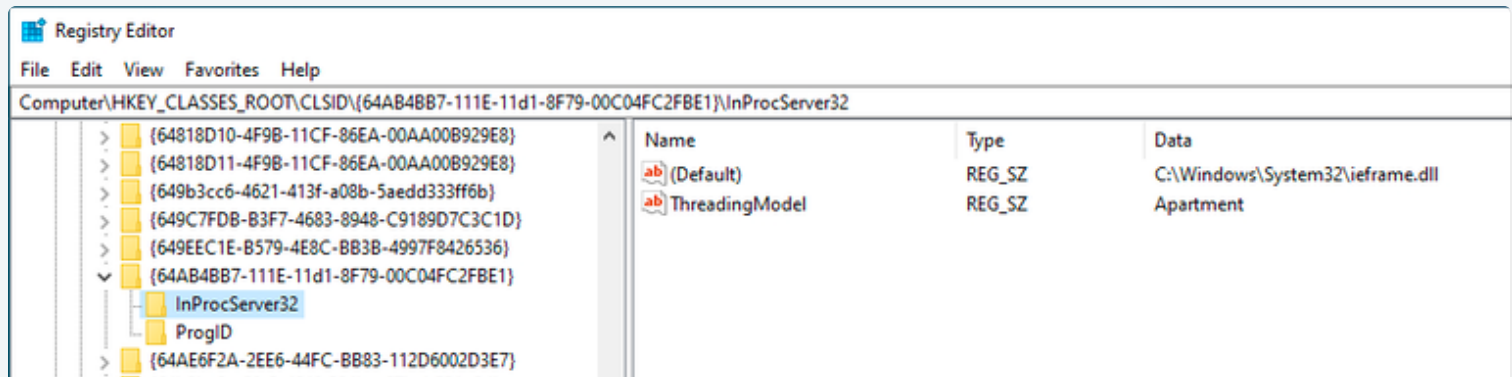 Registry Editor
File Edit View Favorites Help
Computer\HKEY_CLASSES_ROOT\CLSID\{64AB4BB7-111E-11d1-8F79-00C04FC2FBE1}\InProcServer32
{64818D10-4F9B-11CF-86EA-00AA00B929E8}
{64818D11-4F9B-11CF-86EA-00AA00B929E8}
{649b3cc6-4621-413f-a08b-5aedd333ff6b}
{649C7FDB-B3F7-4683-8948-C9189D7C3C1D}
{649EEC1E-B579-4E8C-BB3B-4997F8426536}
{64AB4BB7-111E-11d1-8F79-00C04FC2FBE1}
InProcServer32
ProgID
{64AE6F2A-2EE6-44FC-BB83-112D6002D3E7}
Name Type Data
ab (Default) REG_SZ C:\Windows\System32\ieframe.dll
ab ThreadingModel REG_SZ Apartment